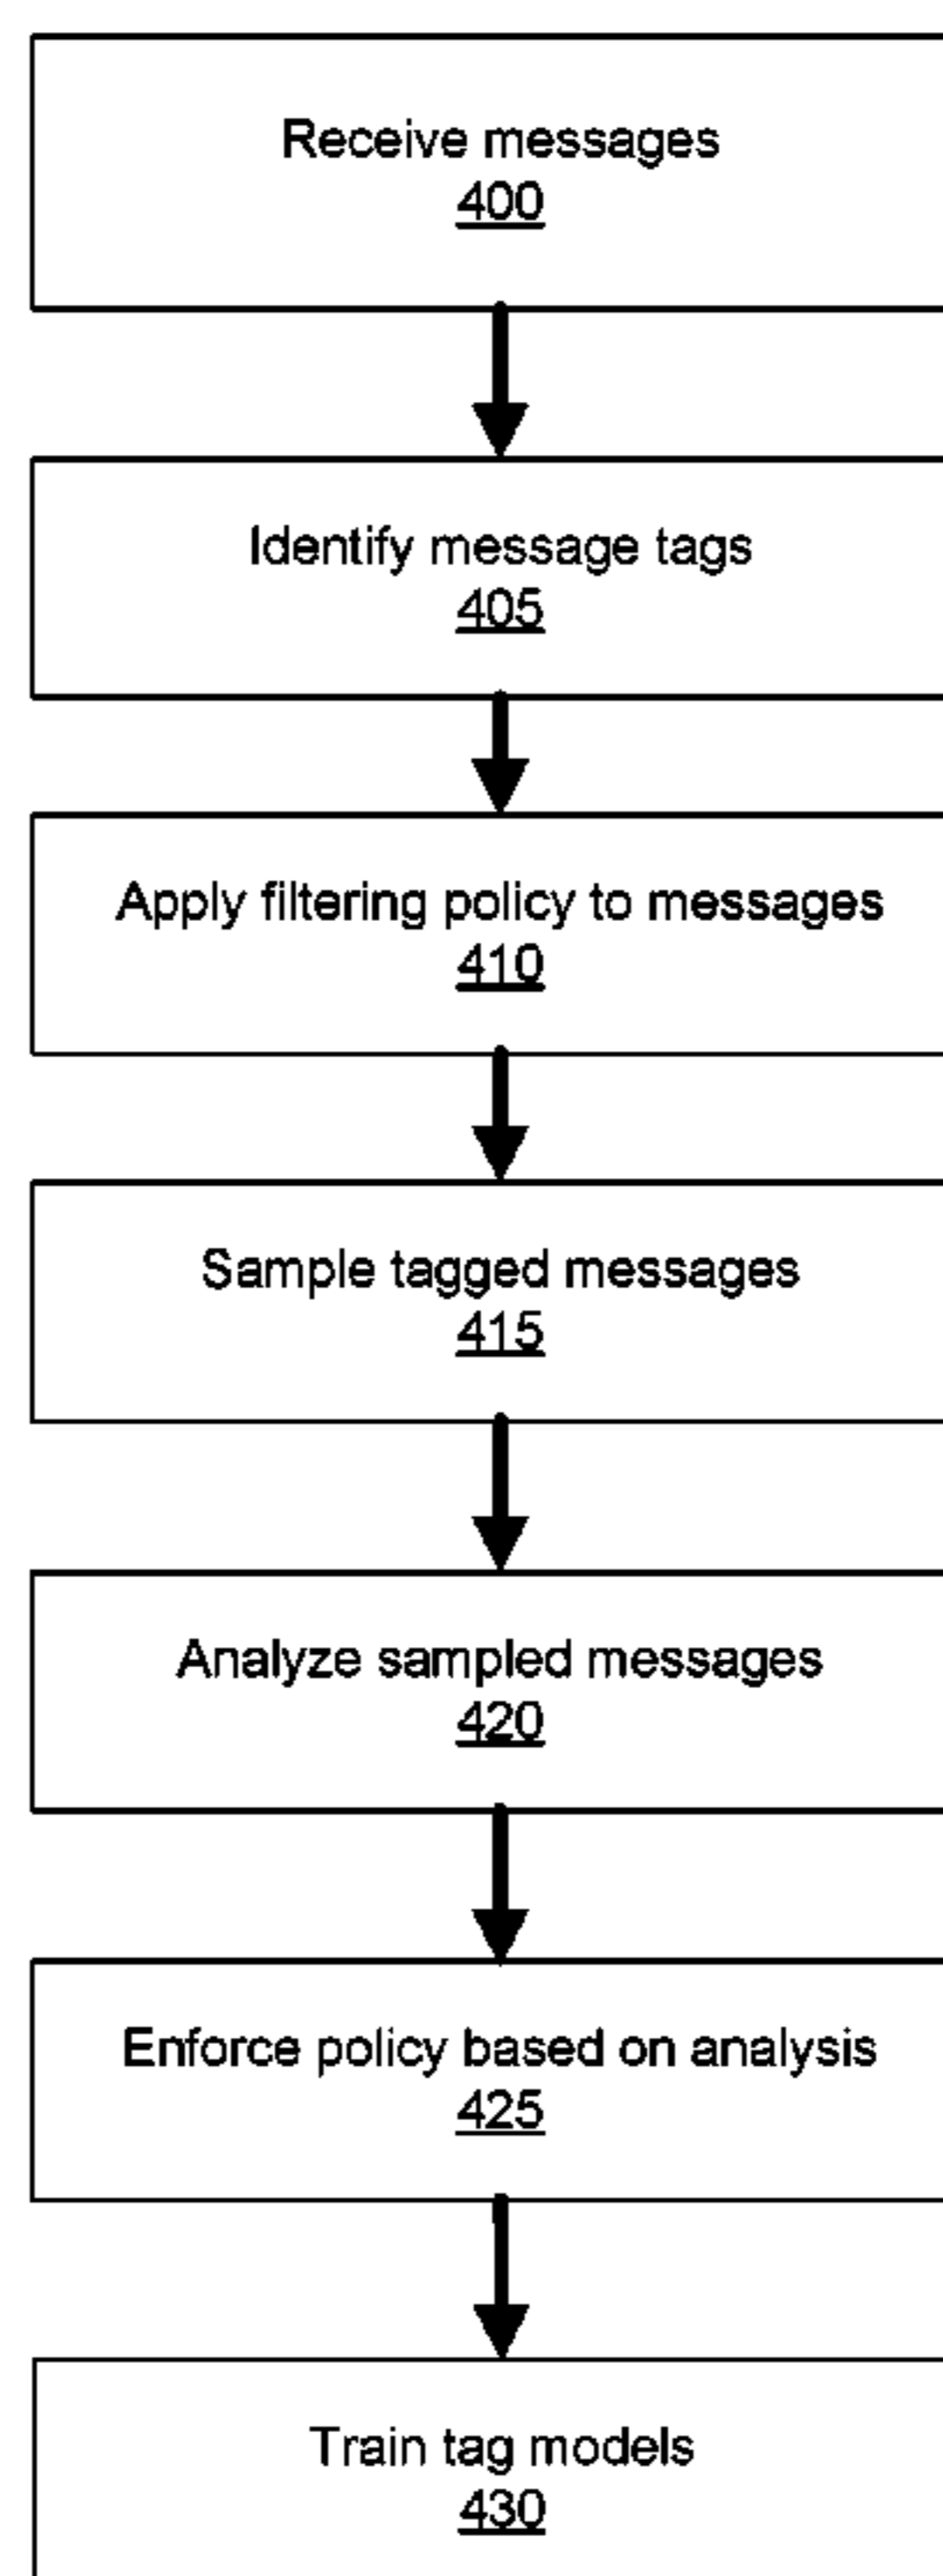 Receive messages
400
Identify message tags
405
Apply filtering policy to messages
410
Sample tagged messages
415
Analyze sampled messages
420
Enforce policy based on analysis
425
Train tag models
430